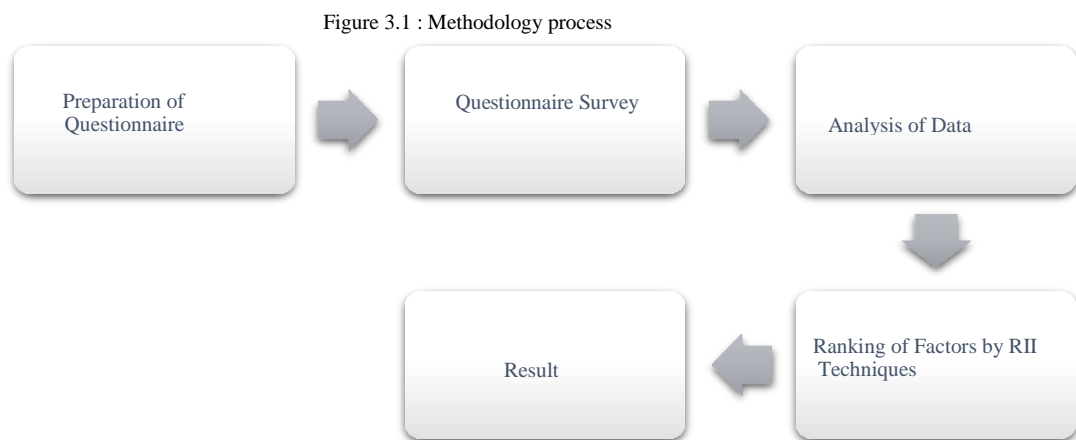 Figure 3.1 : Methodology process
Preparation of
Questionnaire
Questionnaire Survey
Analysis of Data
Ranking of Factors by RII
Techniques
Result